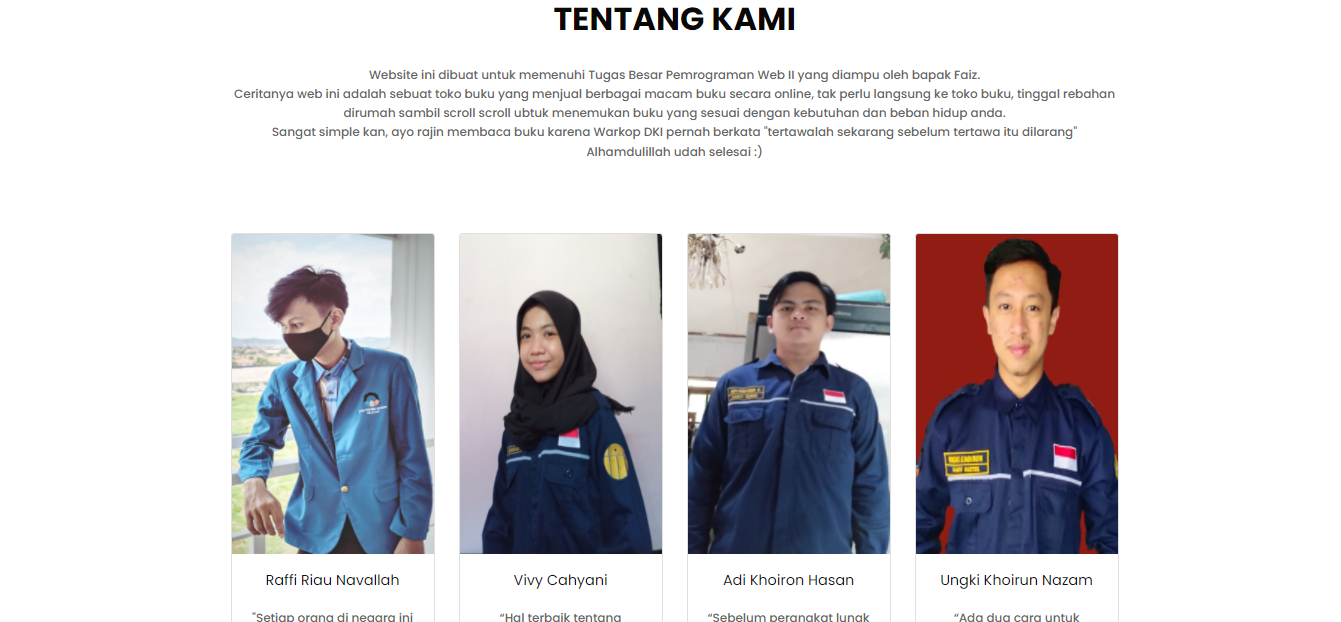 TENTANG KAMI
Website ini dibuat untuk memenuhi Tugas Besar Pemrograman Web II yang diampu oleh bapak Faiz.
Ceritanya web ini adalah sebuat toko buku yang menjual berbagai macam buku secara online, tak perlu langsung ke toko buku, tinggal rebahan
dirumah sambil scroll scroll ubtuk menemukan buku yang sesuai dengan kebutuhan dan beban hidup anda.
Sangat simple kan, ayo rajin membaca buku karena Warkop DKI pernah berkata "tertawalah sekarang sebelum tertawa itu dilarang"
Alhamdulillah udah selesai :)
Raffi Riau Navallah
Vivy Cahyani
Adi Khoiron Hasan
Ungki Khoirun Nazam
"Setiap orang di negara ini
“Hal terbaik tentang
“Sebelum perangkat lunak
“Ada dua cara untuk